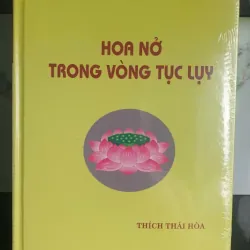 HOA NỞ
TRONG VÒNG TỤC LỤY
THÍCH THÁI HÒA